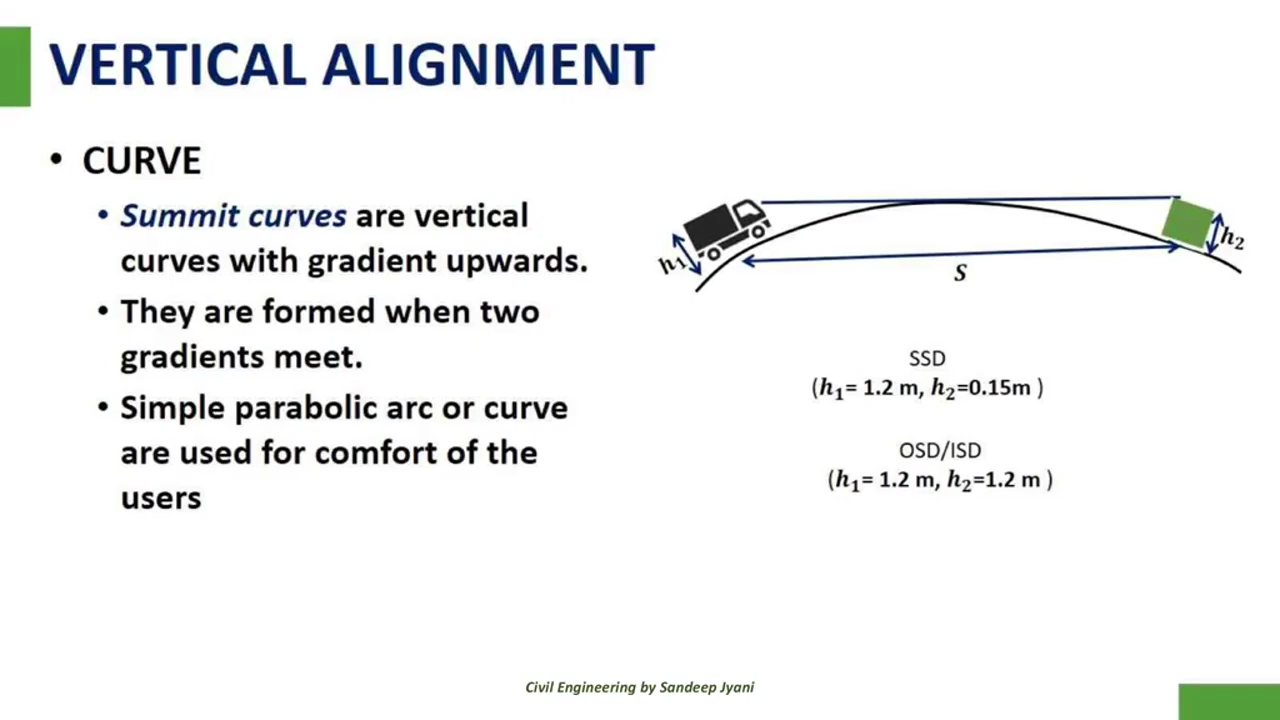 VERTICAL ALIGNMENT
• CURVE
• Summit curves are vertical
curves with gradient upwards.
• They are formed when two
gradients meet.
• Simple parabolic arc or curve
are used for comfort of the
users
h₁
h₂
S
SSD
(h₁= 1.2 m, h₂=0.15m )
OSD/ISD
(h₁= 1.2 m, h₂=1.2 m )
Civil Engineering by Sandeep Jyani